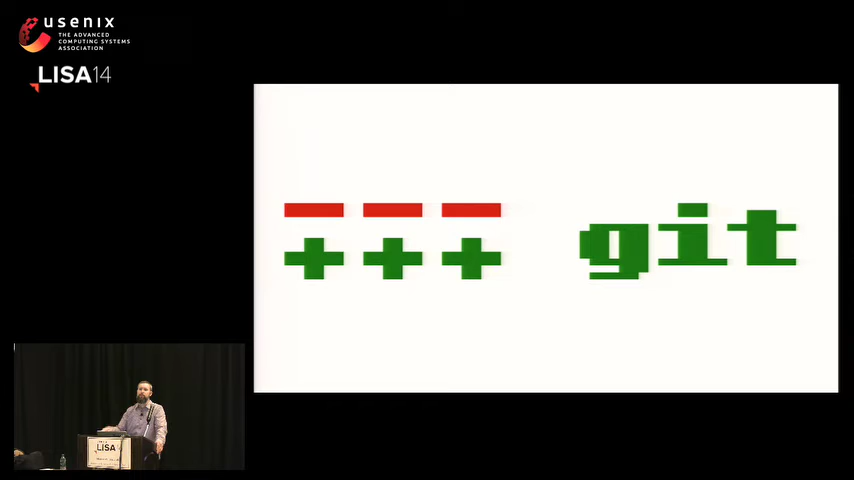 usenix
THE ADVANCED
COMPUTING SYSTEMS
ASSOCIATION
LISA14
--- git
+++
LISA